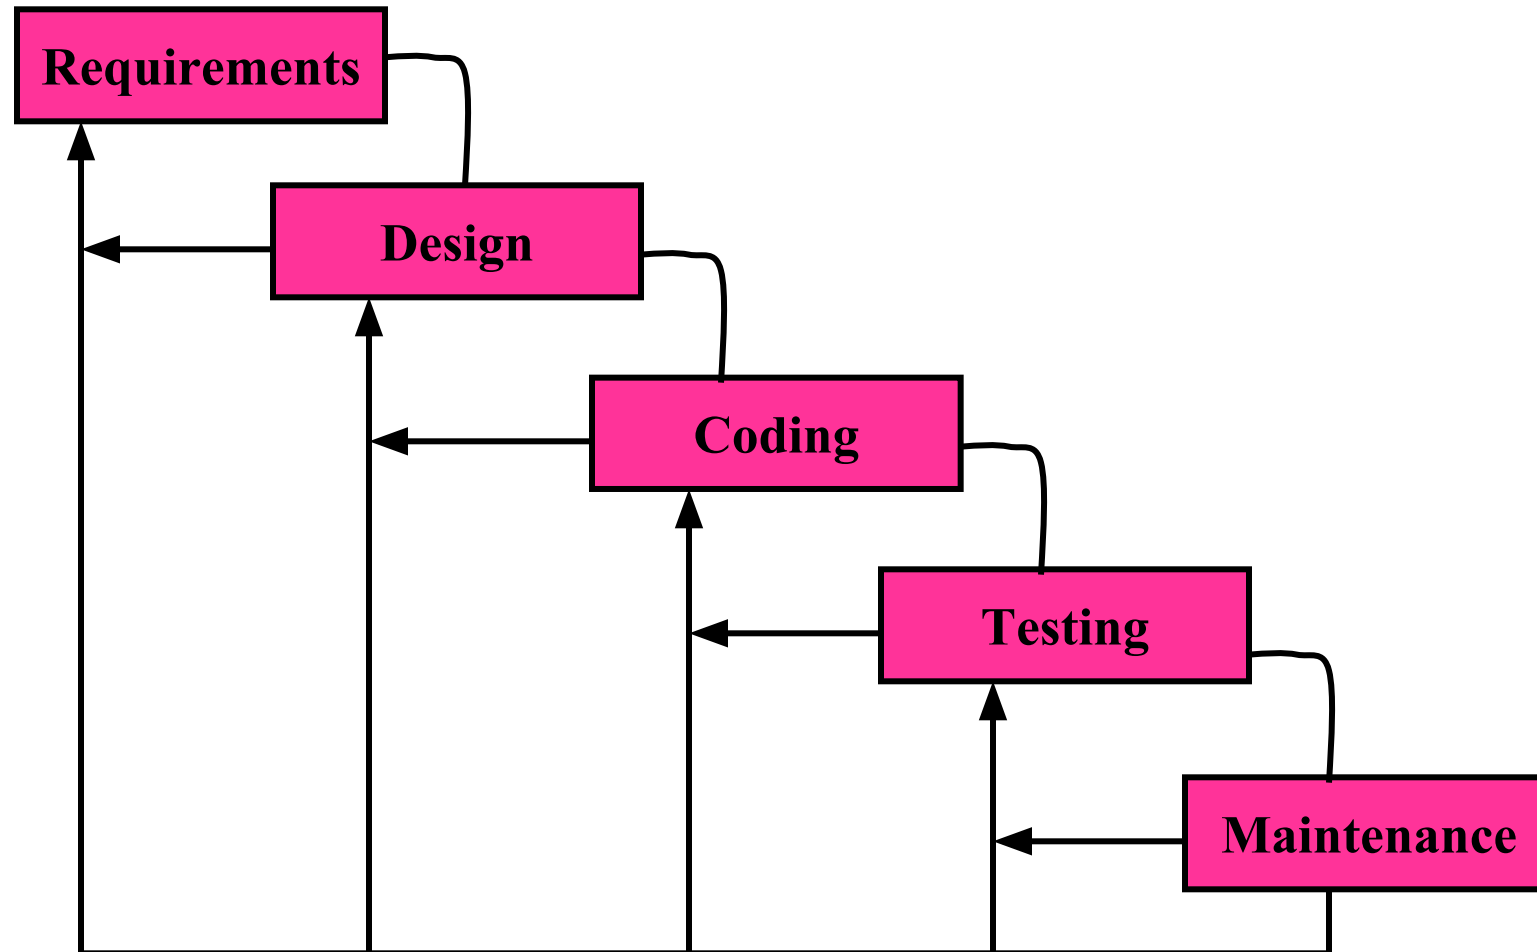 Requirements
Design
Coding
Testing
Maintenance